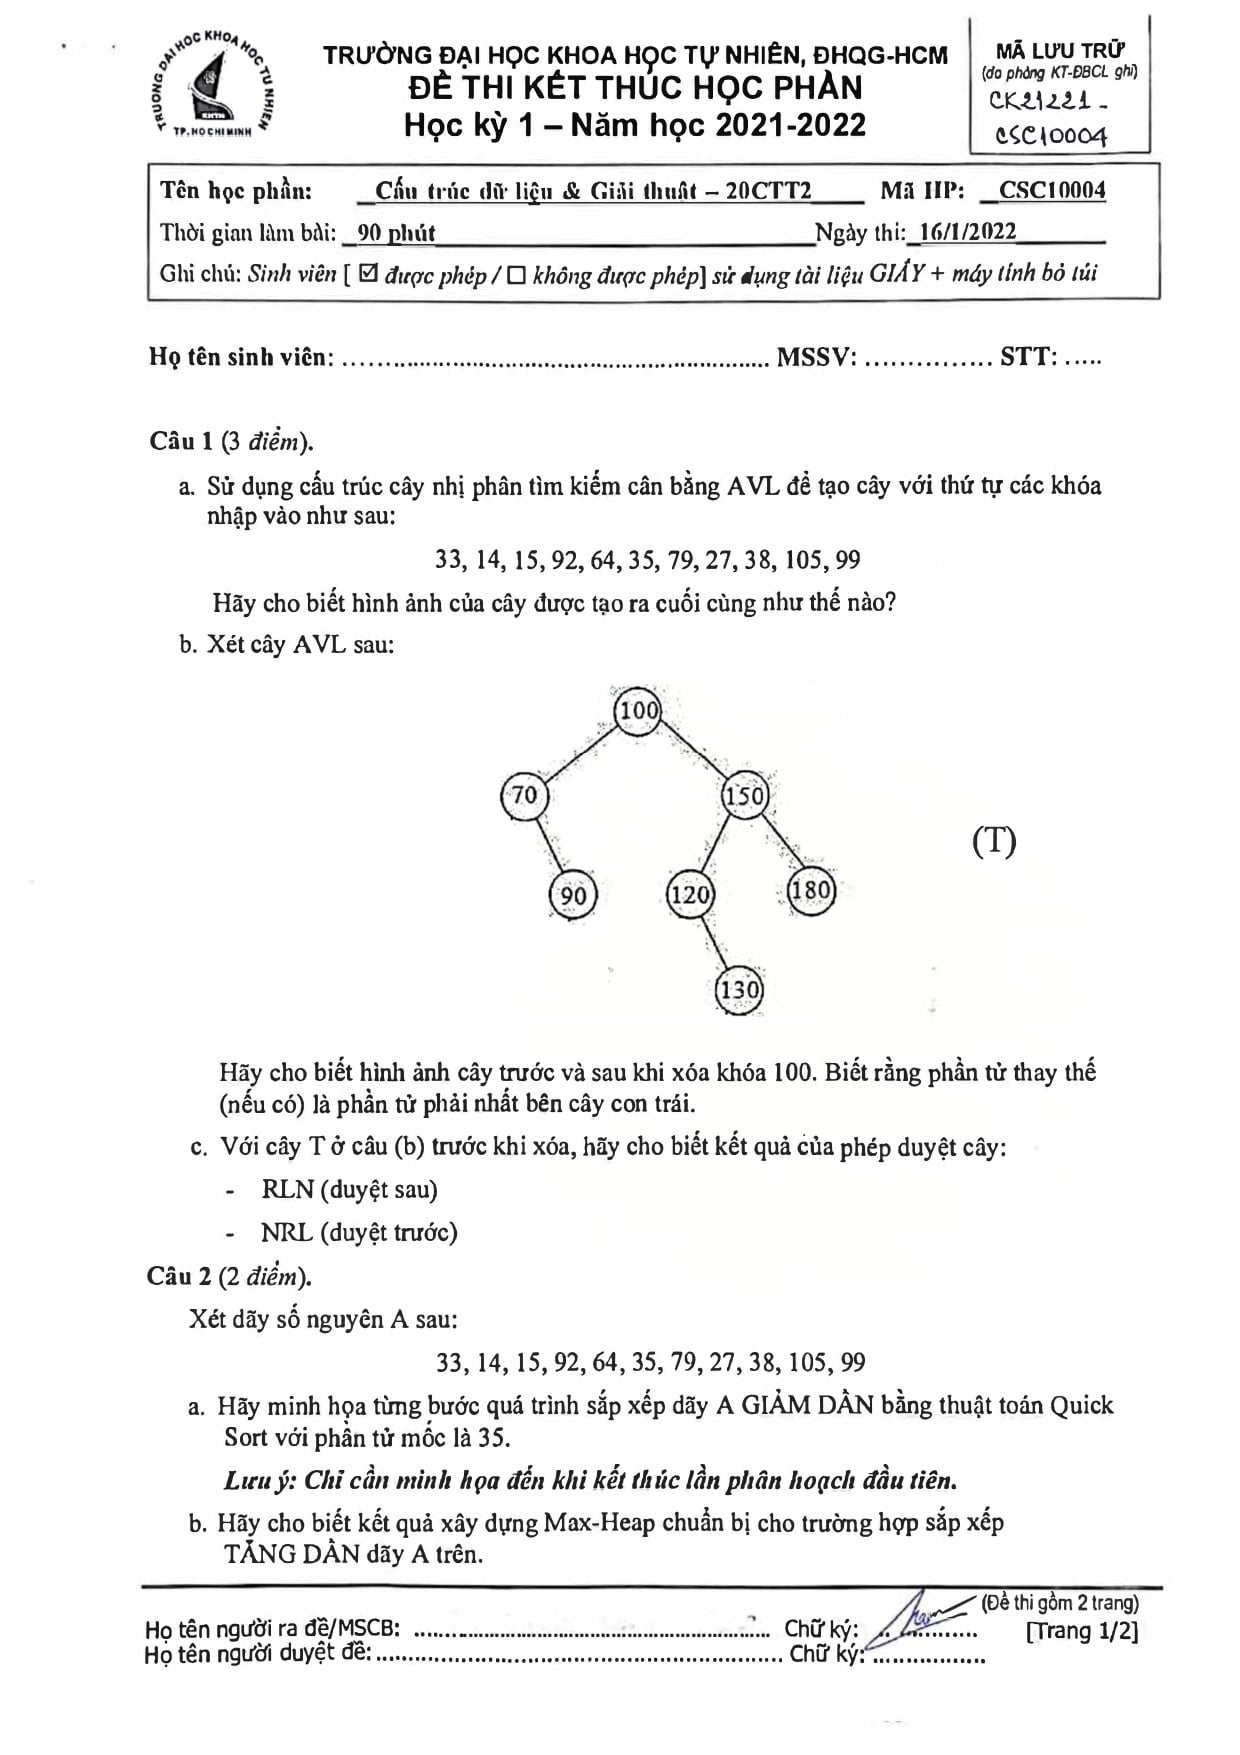 TRƯỜNG ĐẠI HỌC KHOA HỌC TỰ NHIÊN
TP. HỒ CHÍ MINH
TRƯỜNG ĐẠI HỌC KHOA HỌC TỰ NHIÊN, ĐHQG-HCM
ĐỀ THI KẾT THÚC HỌC PHẦN
Học kỳ 1 – Năm học 2021-2022
MÃ LƯU TRỮ
(do phòng KT-ĐBCL ghi)
CK21221 -
CSC10004
Tên học phần: Cấu trúc dữ liệu & Giải thuật – 20CTT2 Mã HP: CSC10004
Thời gian làm bài: 90 phút Ngày thi: 16/1/2022
Ghi chú: Sinh viên [ ☑ được phép / ☐ không được phép] sử dụng tài liệu GIẤY + máy tính bỏ túi
Họ tên sinh viên: ............................................................ MSSV: ............... STT: .....
Câu 1 (3 điểm).
a. Sử dụng cấu trúc cây nhị phân tìm kiếm cân bằng AVL để tạo cây với thứ tự các khóa
nhập vào như sau:
33, 14, 15, 92, 64, 35, 79, 27, 38, 105, 99
Hãy cho biết hình ảnh của cây được tạo ra cuối cùng như thế nào?
b. Xét cây AVL sau:
100
70 150
(T)
90 120 180
130
Hãy cho biết hình ảnh cây trước và sau khi xóa khóa 100. Biết rằng phần tử thay thế
(nếu có) là phần tử phải nhất bên cây con trái.
c. Với cây T ở câu (b) trước khi xóa, hãy cho biết kết quả của phép duyệt cây:
- RLN (duyệt sau)
- NRL (duyệt trước)
Câu 2 (2 điểm).
Xét dãy số nguyên A sau:
33, 14, 15, 92, 64, 35, 79, 27, 38, 105, 99
a. Hãy minh họa từng bước quá trình sắp xếp dãy A GIẢM DẦN bằng thuật toán Quick
Sort với phần tử mốc là 35.
Lưu ý: Chỉ cần minh họa đến khi kết thúc lần phân hoạch đầu tiên.
b. Hãy cho biết kết quả xây dựng Max-Heap chuẩn bị cho trường hợp sắp xếp
TĂNG DẦN dãy A trên.
(Đề thi gồm 2 trang)
Họ tên người ra đề/MSCB: ............................................................ Chữ ký: ............... [Trang 1/2]
Họ tên người duyệt đề: ............................................................ Chữ ký: .................